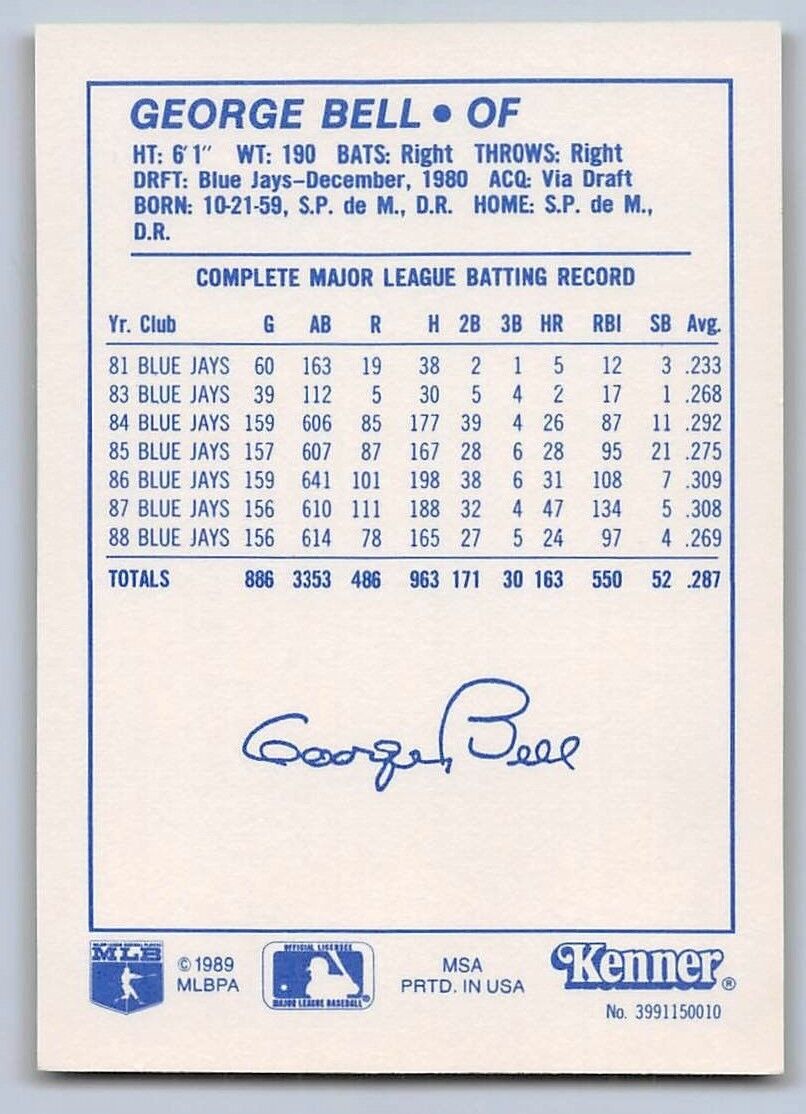 GEORGE BELL • OF
HT: 6'1" WT: 190 BATS: Right THROWS: Right
DRFT: Blue Jays-December, 1980 ACQ: Via Draft
BORN: 10-21-59, S.P. de M., D.R. HOME: S.P. de M.,
D.R.
COMPLETE MAJOR LEAGUE BATTING RECORD
Yr. Club G AB R H 2B 3B HR RBI SB Avg.
81 BLUE JAYS 60 163 19 38 2 1 5 12 3 .233
83 BLUE JAYS 39 112 5 30 5 4 2 17 1 .268
84 BLUE JAYS 159 606 85 177 39 4 26 87 11 .292
85 BLUE JAYS 157 607 87 167 28 6 28 95 21 .275
86 BLUE JAYS 159 641 101 198 38 6 31 108 7 .309
87 BLUE JAYS 156 610 111 188 32 4 47 134 5 .308
88 BLUE JAYS 156 614 78 165 27 5 24 97 4 .269
TOTALS 886 3353 486 963 171 30 163 550 52 .287
George Bell
MAJOR LEAGUE BASEBALL PLAYERS
MLB
© 1989
MLBPA
OFFICIAL LICENSEE
MAJOR LEAGUE BASEBALL ®
MSA
PRTD. IN USA
Kenner ®
No. 3991150010